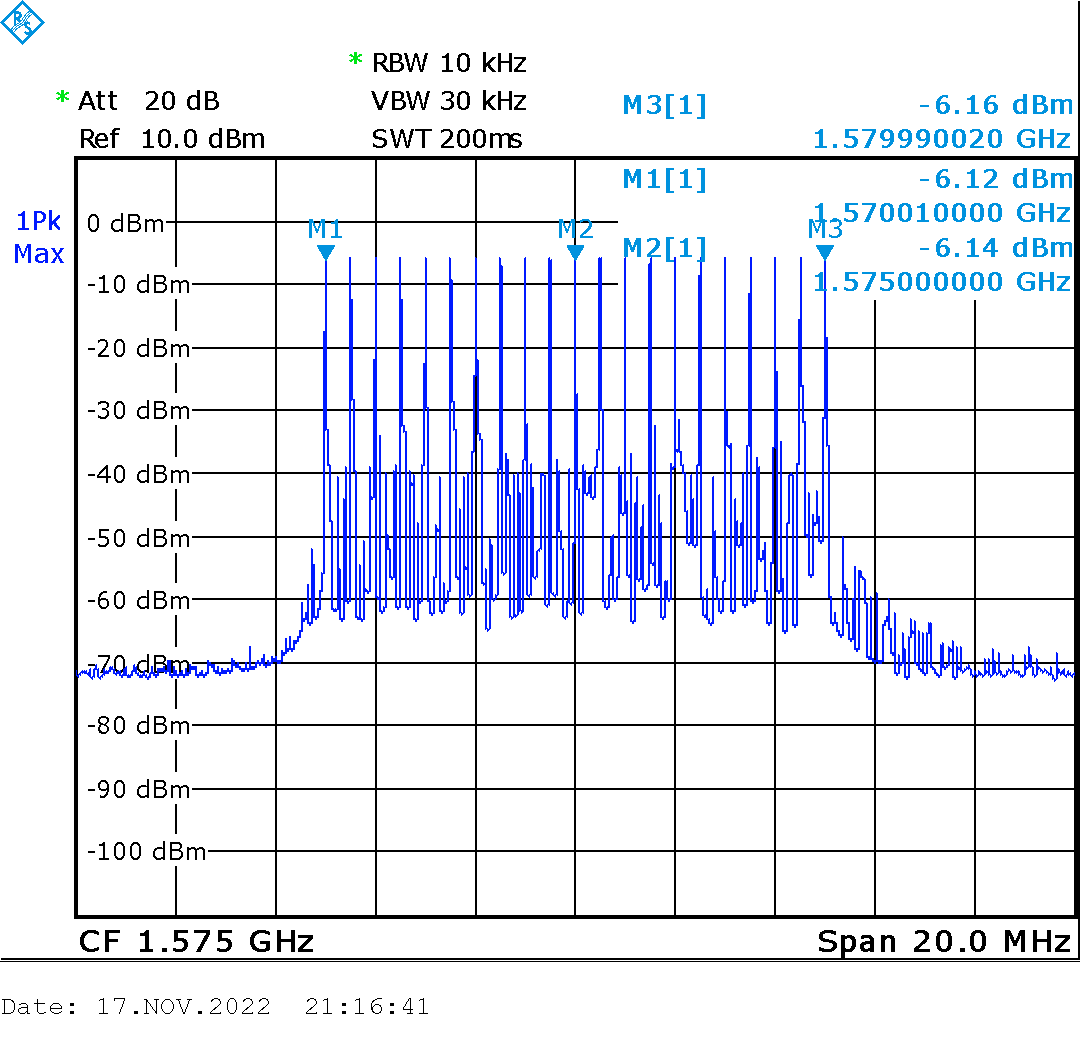 R
S
* RBW 10 kHz
* Att 20 dB VBW 30 kHz M3[1] -6.16 dBm
Ref 10.0 dBm SWT 200ms 1.579990020 GHz
M1[1] -6.12 dBm
1Pk 0 dBm 1.570010000 GHz
M1 M2 M3
Max M2[1] -6.14 dBm
-10 dBm 1.575000000 GHz
-20 dBm
-30 dBm
-40 dBm
-50 dBm
-60 dBm
-70 dBm
-80 dBm
-90 dBm
-100 dBm
CF 1.575 GHz Span 20.0 MHz
Date: 17.NOV.2022 21:16:41